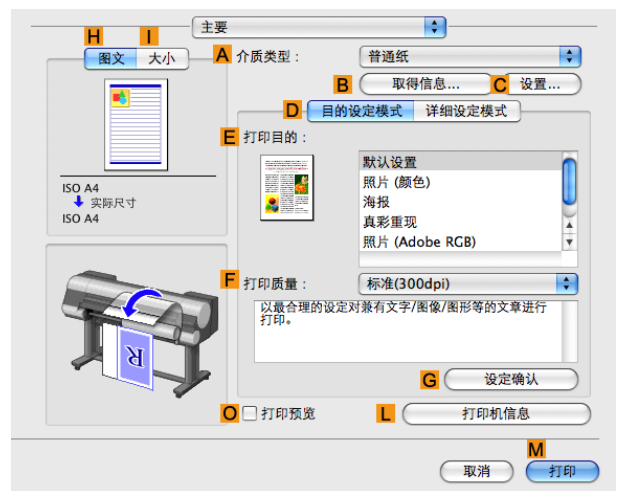 主要
H I
图文 大小
A 介质类型： 普通纸
B 取得信息... C 设置...
D 目的设定模式 详细设定模式
E 打印目的：
默认设置
照片 (颜色)
海报
真彩重现
照片 (Adobe RGB)
ISO A4
实际尺寸
ISO A4
F 打印质量： 标准(300dpi)
以最合理的设定对兼有文字/图像/图形等的文章进行
打印。
R
G 设定确认
O 打印预览 L 打印机信息
M
取消 打印